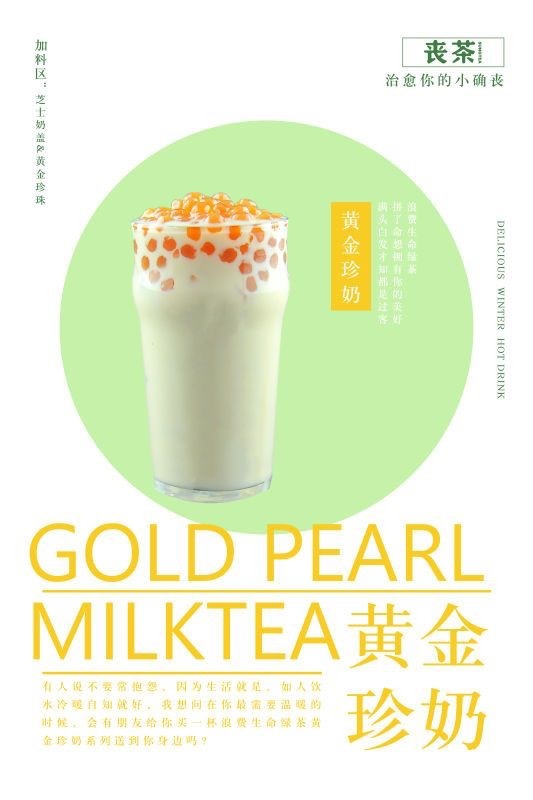 加料区：芝士奶盖&黄金珍珠
丧茶
治愈你的小确丧
黄金珍奶
浪费生命绿茶
拼了命想拥有你的美好
满头白发才知都是过客
DELICIOUS WINTER HOT DRINK
GOLD PEARL
MILKTEA
黄金
珍奶
有人说不要常抱怨，因为生活就是，如人饮
水冷暖自知就好，我想问在你最需要温暖的
时候，会有朋友给你买一杯浪费生命绿茶黄
金珍奶系列送到你身边吗？